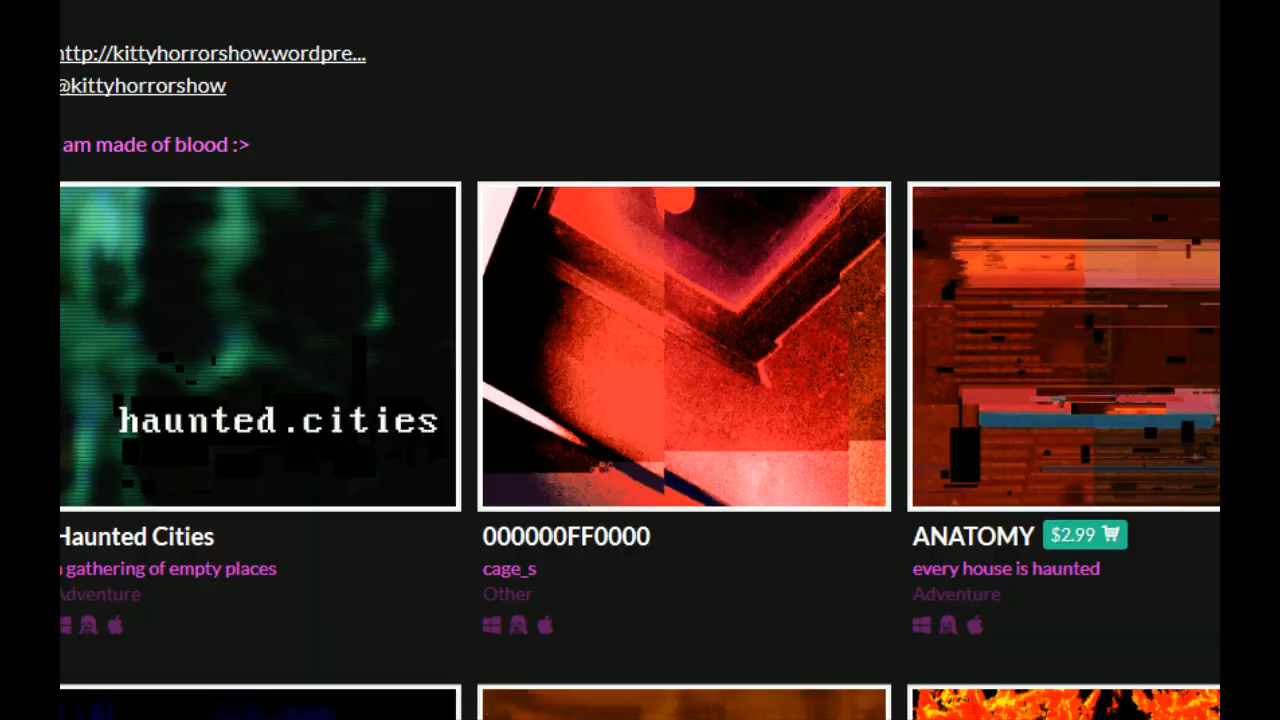 http://kittyhorrorshow.wordpre...
@kittyhorrorshow
am made of blood :>
haunted.cities
Haunted Cities
000000FF0000
ANATOMY $2.99
gathering of empty places
cage_s
every house is haunted
Adventure
Other
Adventure